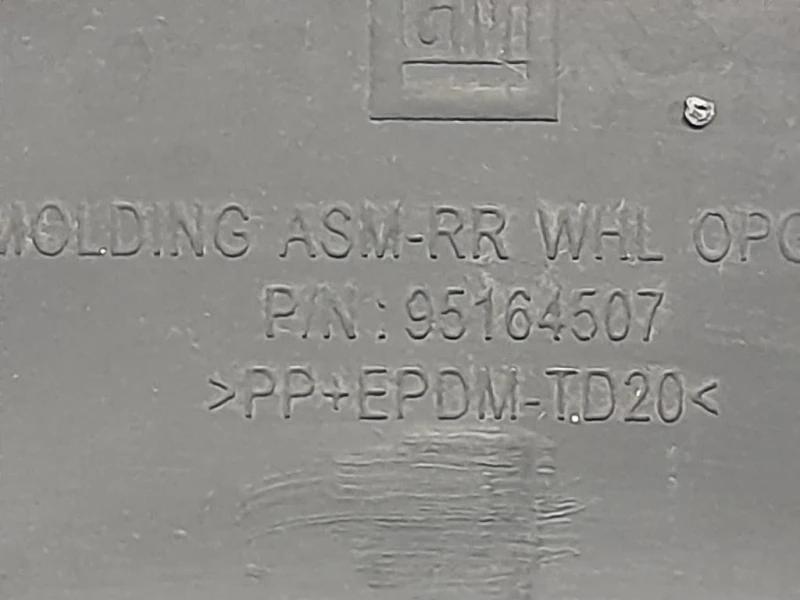 GM
MOLDING ASM-RR WHL OPG
P/N : 95164507
>PP+EPDM-TD20<